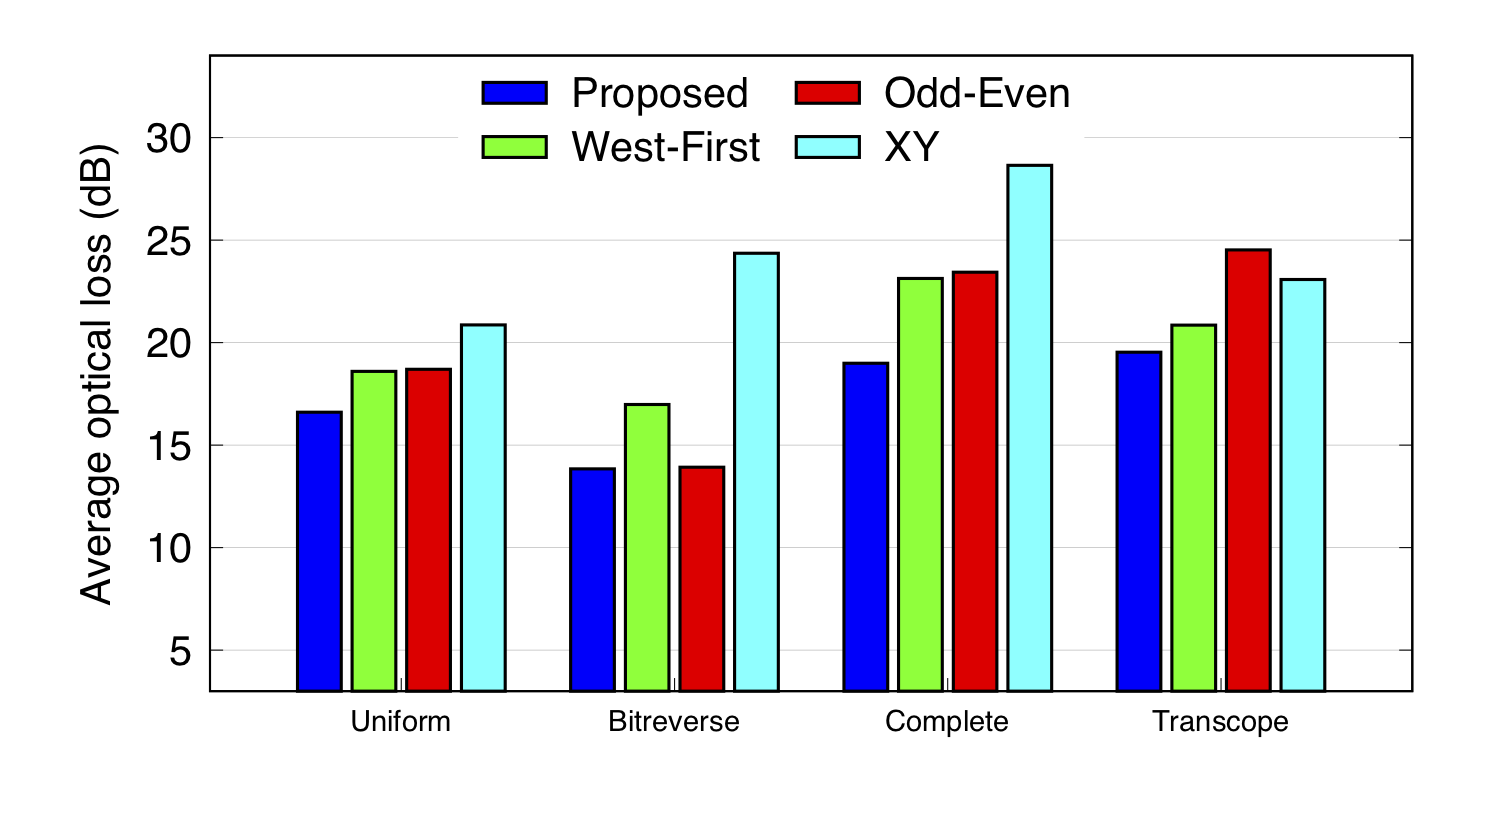 Proposed
Odd-Even
West-First
XY
Average optical loss (dB)
30
25
20
15
10
5
Uniform
Bitreverse
Complete
Transcope